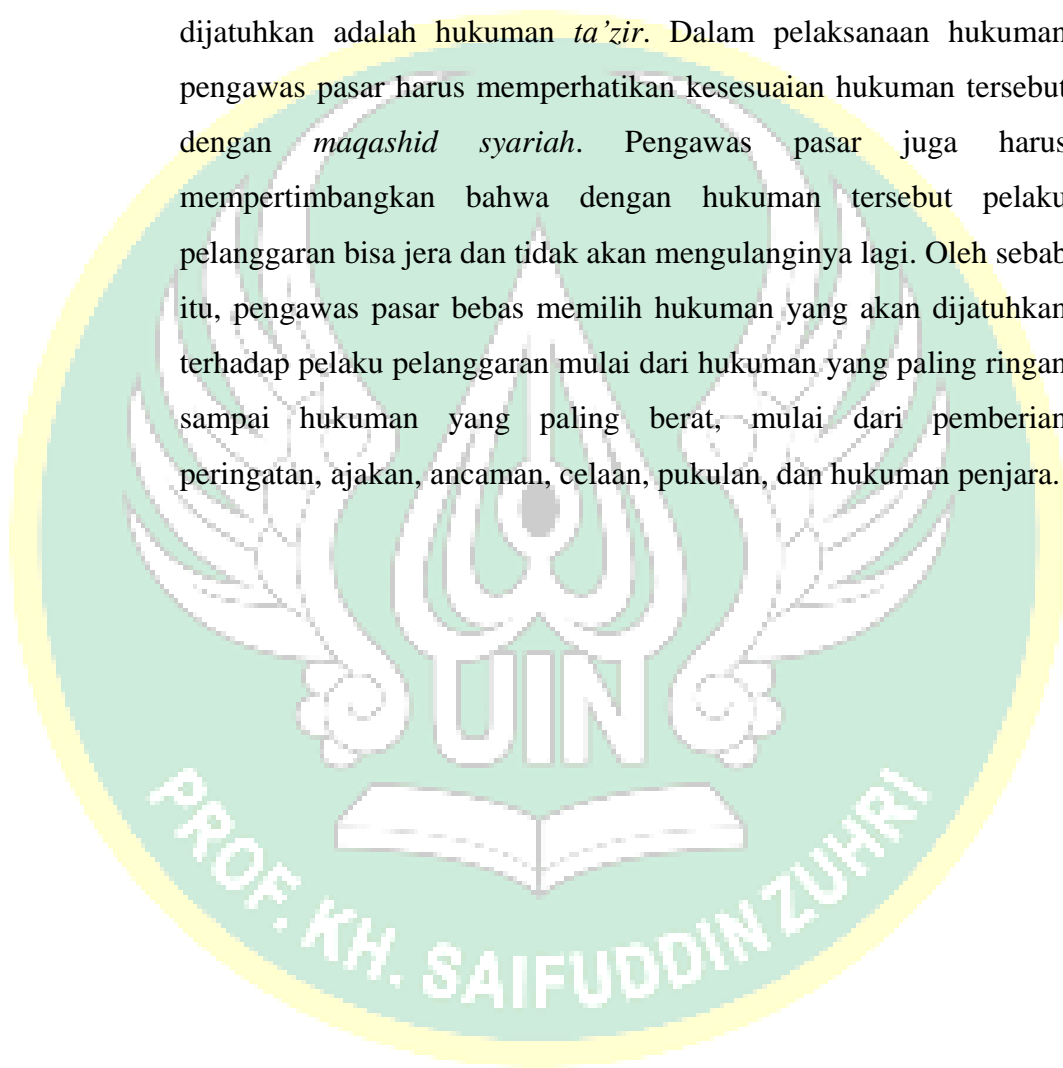 dijatuhkan adalah hukuman ta’zir. Dalam pelaksanaan hukuman
pengawas pasar harus memperhatikan kesesuaian hukuman tersebut
dengan maqashid syariah. Pengawas pasar juga harus
mempertimbangkan bahwa dengan hukuman tersebut pelaku
pelanggaran bisa jera dan tidak akan mengulanginya lagi. Oleh sebab
itu, pengawas pasar bebas memilih hukuman yang akan dijatuhkan
terhadap pelaku pelanggaran mulai dari hukuman yang paling ringan
sampai hukuman yang paling berat, mulai dari pemberian
peringatan, ajakan, ancaman, celaan, pukulan, dan hukuman penjara.
UIN
PROF. KH. SAIFUDDIN ZUHRI